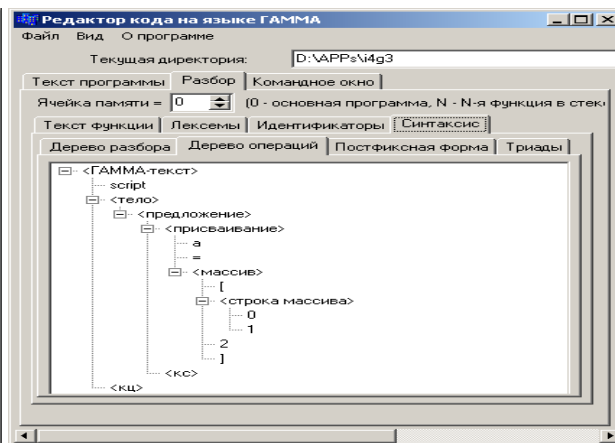 Редактор кода на языке ГАММА
Файл Вид О программе
Текущая директория: D:\APPs\i4g3
Текст программы Разбор Командное окно
Ячейка памяти = 0 (0 - основная программа, N - N-я функция в стек
Текст функции Лексемы Идентификаторы Синтаксис
Дерево разбора Дерево операций Постфиксная форма Триады
<ГАММА-текст>
script
<тело>
<предложение>
<присваивание>
a
=
<массив>
[
<строка массива>
0
1
2
]
<кс>
<кц>